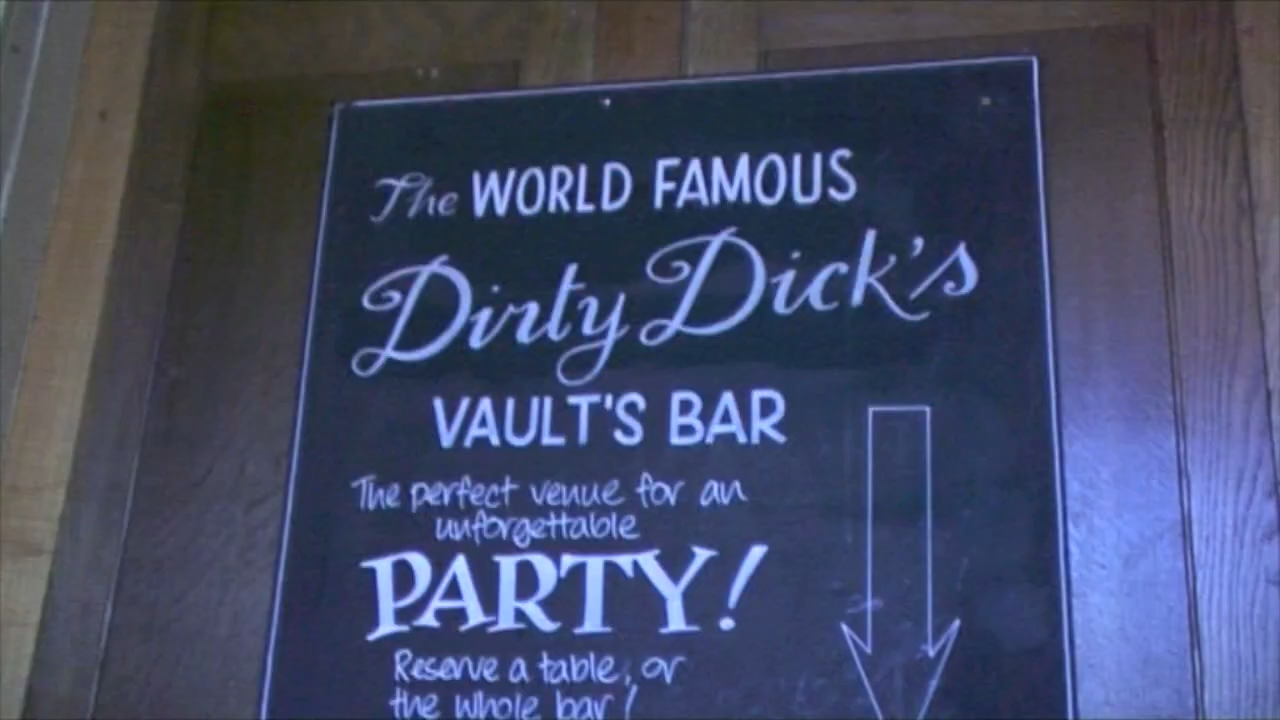 The WORLD FAMOUS
Dirty Dick's
VAULT'S BAR
The perfect venue for an
unforgettable
PARTY!
Reserve a table, or
the whole bar!